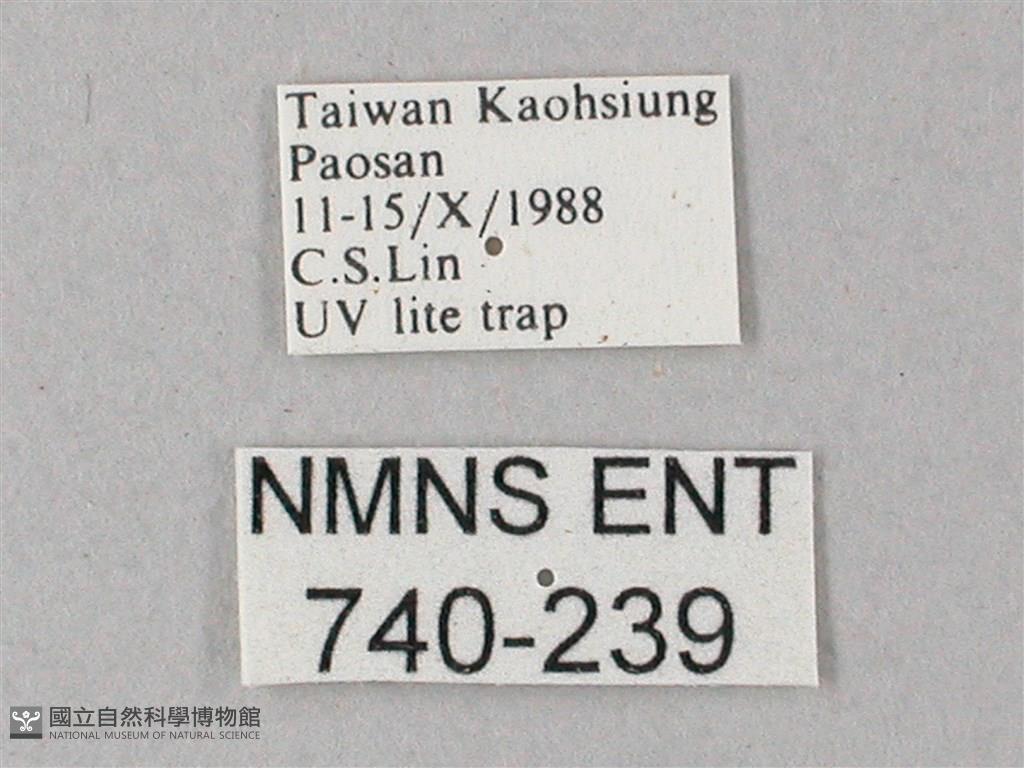 Taiwan Kaohsiung
Paosan
11-15/X/1988
C.S.Lin
UV lite trap
NMNS ENT
740-239
國立自然科學博物館
NATIONAL MUSEUM OF NATURAL SCIENCE